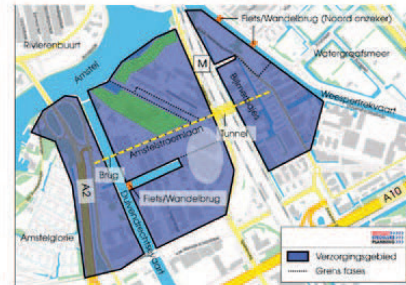 Fiets/Wandelbrug (Noord onzeker)
Rivierenbuurt
Amstel
Watergraafsmeer
M
Weespertrekvaart
Amstelstroomlaan
Tunnel
Brug
A2
Fiets/Wandelbrug
Duivendrechtsevaart
A10
Amstelglorie
Verzorgingsgebied
Grens fases